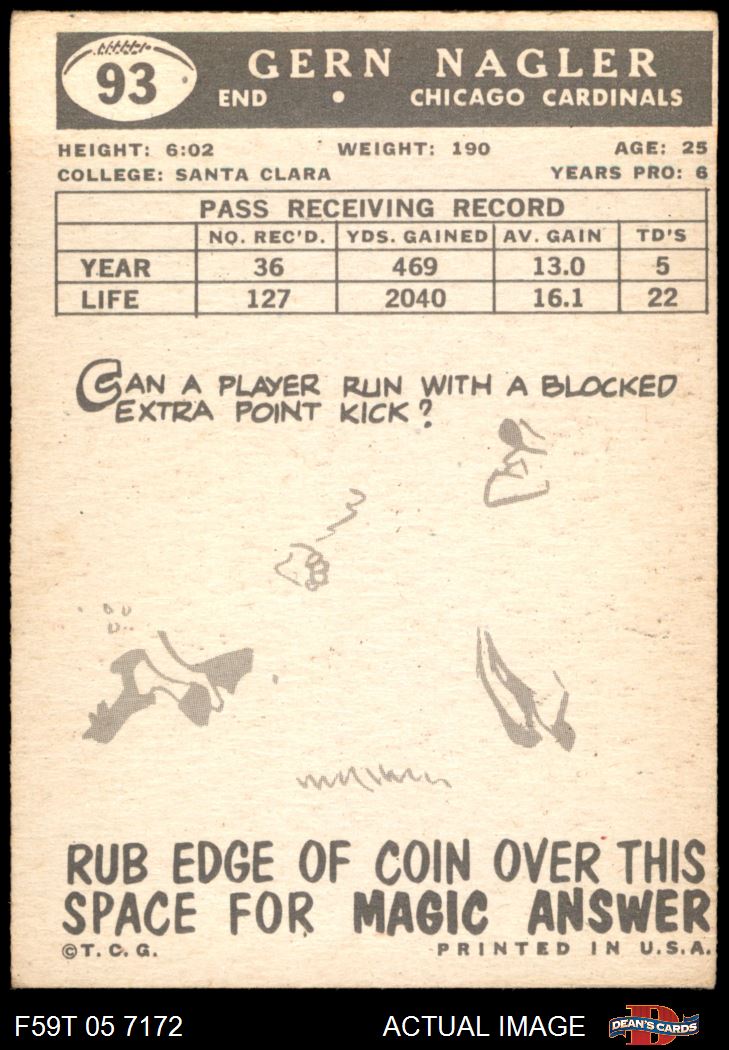 93
GERN NAGLER
END • CHICAGO CARDINALS
HEIGHT: 6:02 WEIGHT: 190 AGE: 25
COLLEGE: SANTA CLARA YEARS PRO: 6
PASS RECEIVING RECORD
NO. REC'D. YDS. GAINED AV. GAIN TD'S
YEAR 36 469 13.0 5
LIFE 127 2040 16.1 22
CAN A PLAYER RUN WITH A BLOCKED
EXTRA POINT KICK?
RUB EDGE OF COIN OVER THIS
SPACE FOR MAGIC ANSWER
©T. C. G. PRINTED IN U.S.A.
F59T 05 7172 ACTUAL IMAGE D DEAN'S CARDS